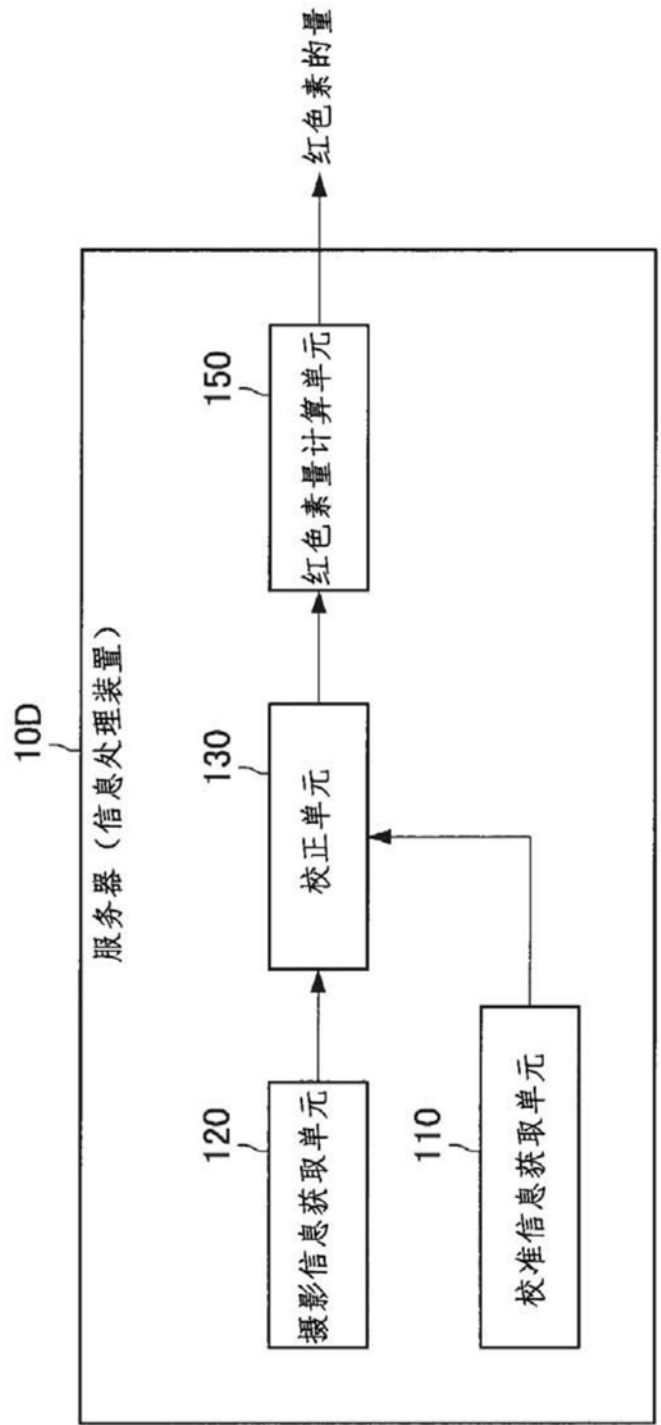 10D
服务器（信息处理装置）
120
摄影信息获取单元
130
校正单元
150
红色素量计算单元
红色素的量
110
校准信息获取单元